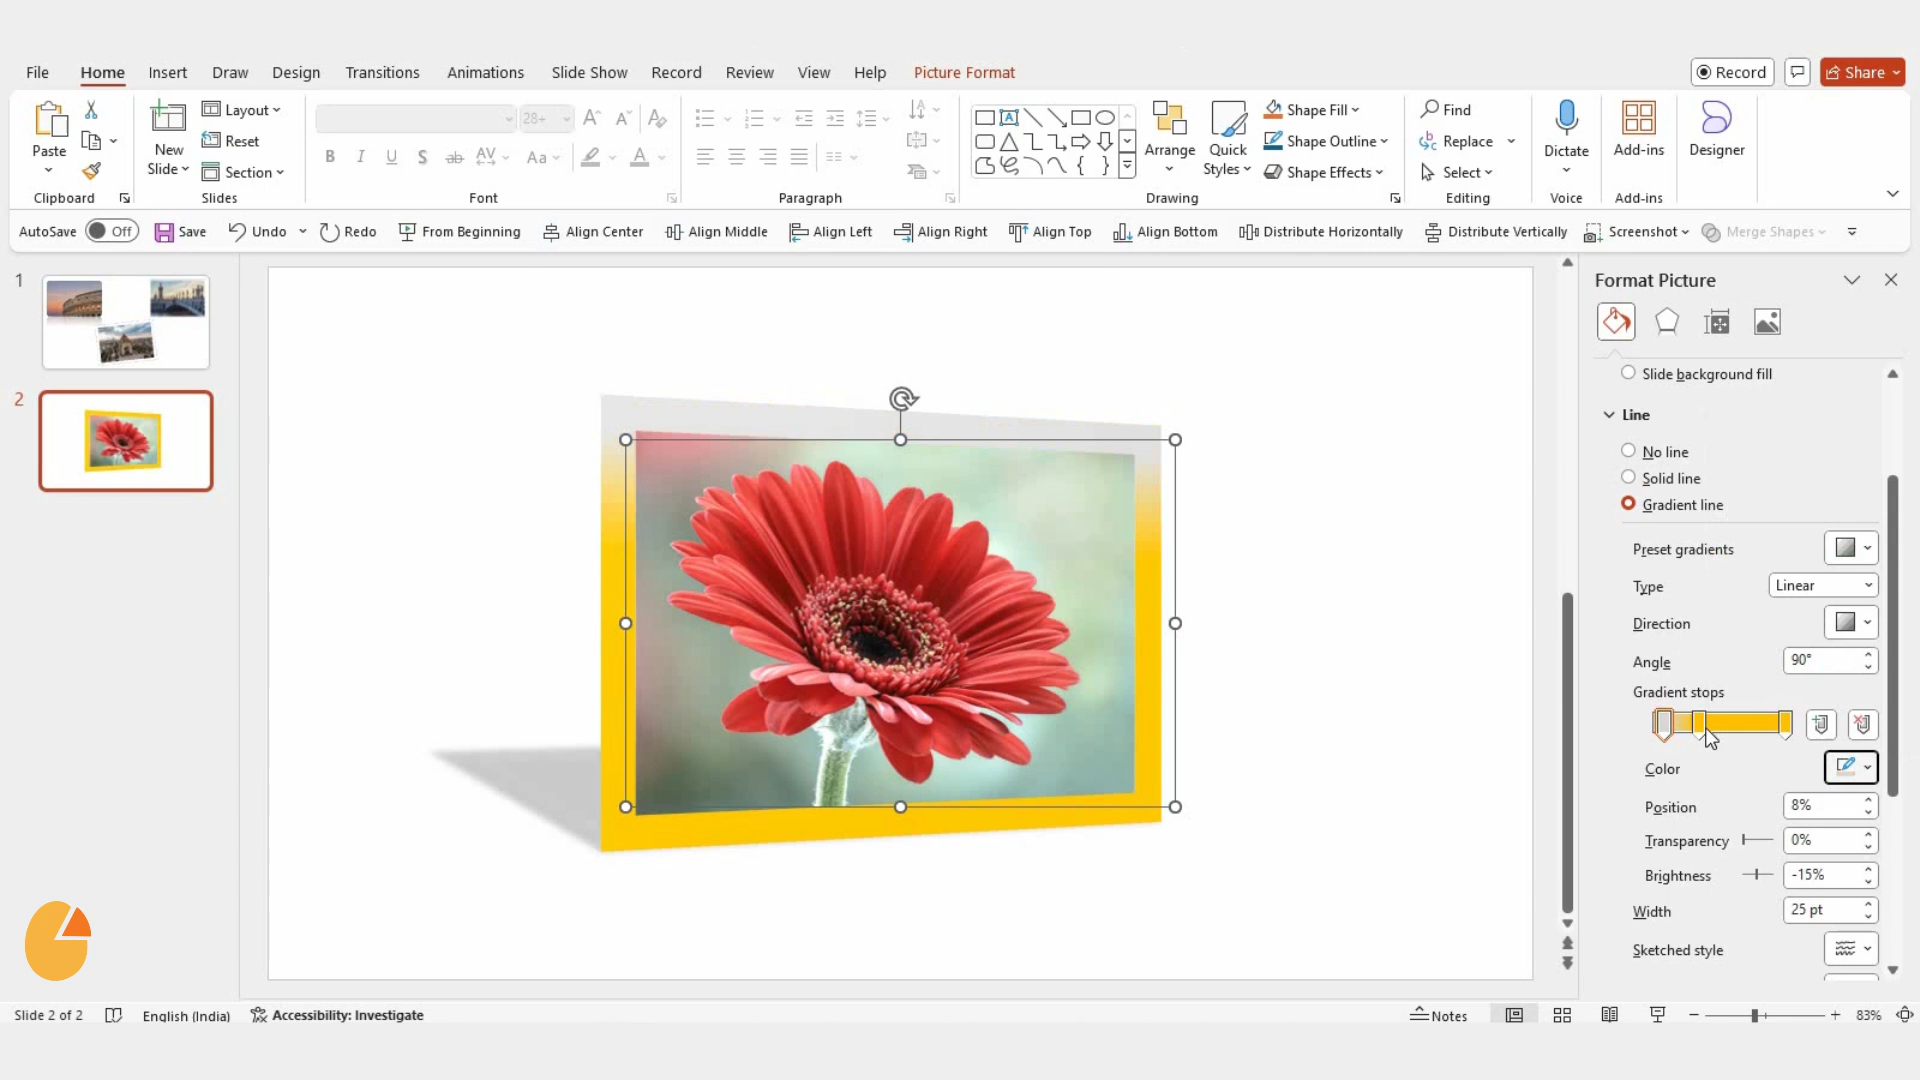 File Home Insert Draw Design Transitions Animations Slide Show Record Review View Help Picture Format Record Share
Paste
New Slide
Layout
Reset
Section
28+
B I U S ab AV Aa A
Arrange
Quick Styles
Shape Fill
Shape Outline
Shape Effects
Find
Replace
Select
Dictate
Add-ins
Designer
Clipboard Slides Font Paragraph Drawing Editing Voice Add-ins
AutoSave Off Save Undo Redo From Beginning Align Center Align Middle Align Left Align Right Align Top Align Bottom Distribute Horizontally Distribute Vertically Screenshot Merge Shapes
1
2
Format Picture
Slide background fill
Line
No line
Solid line
Gradient line
Preset gradients
Type Linear
Direction
Angle 90°
Gradient stops
Color
Position 8%
Transparency 0%
Brightness -15%
Width 25 pt
Sketched style
Slide 2 of 2 English (India) Accessibility: Investigate Notes 83%